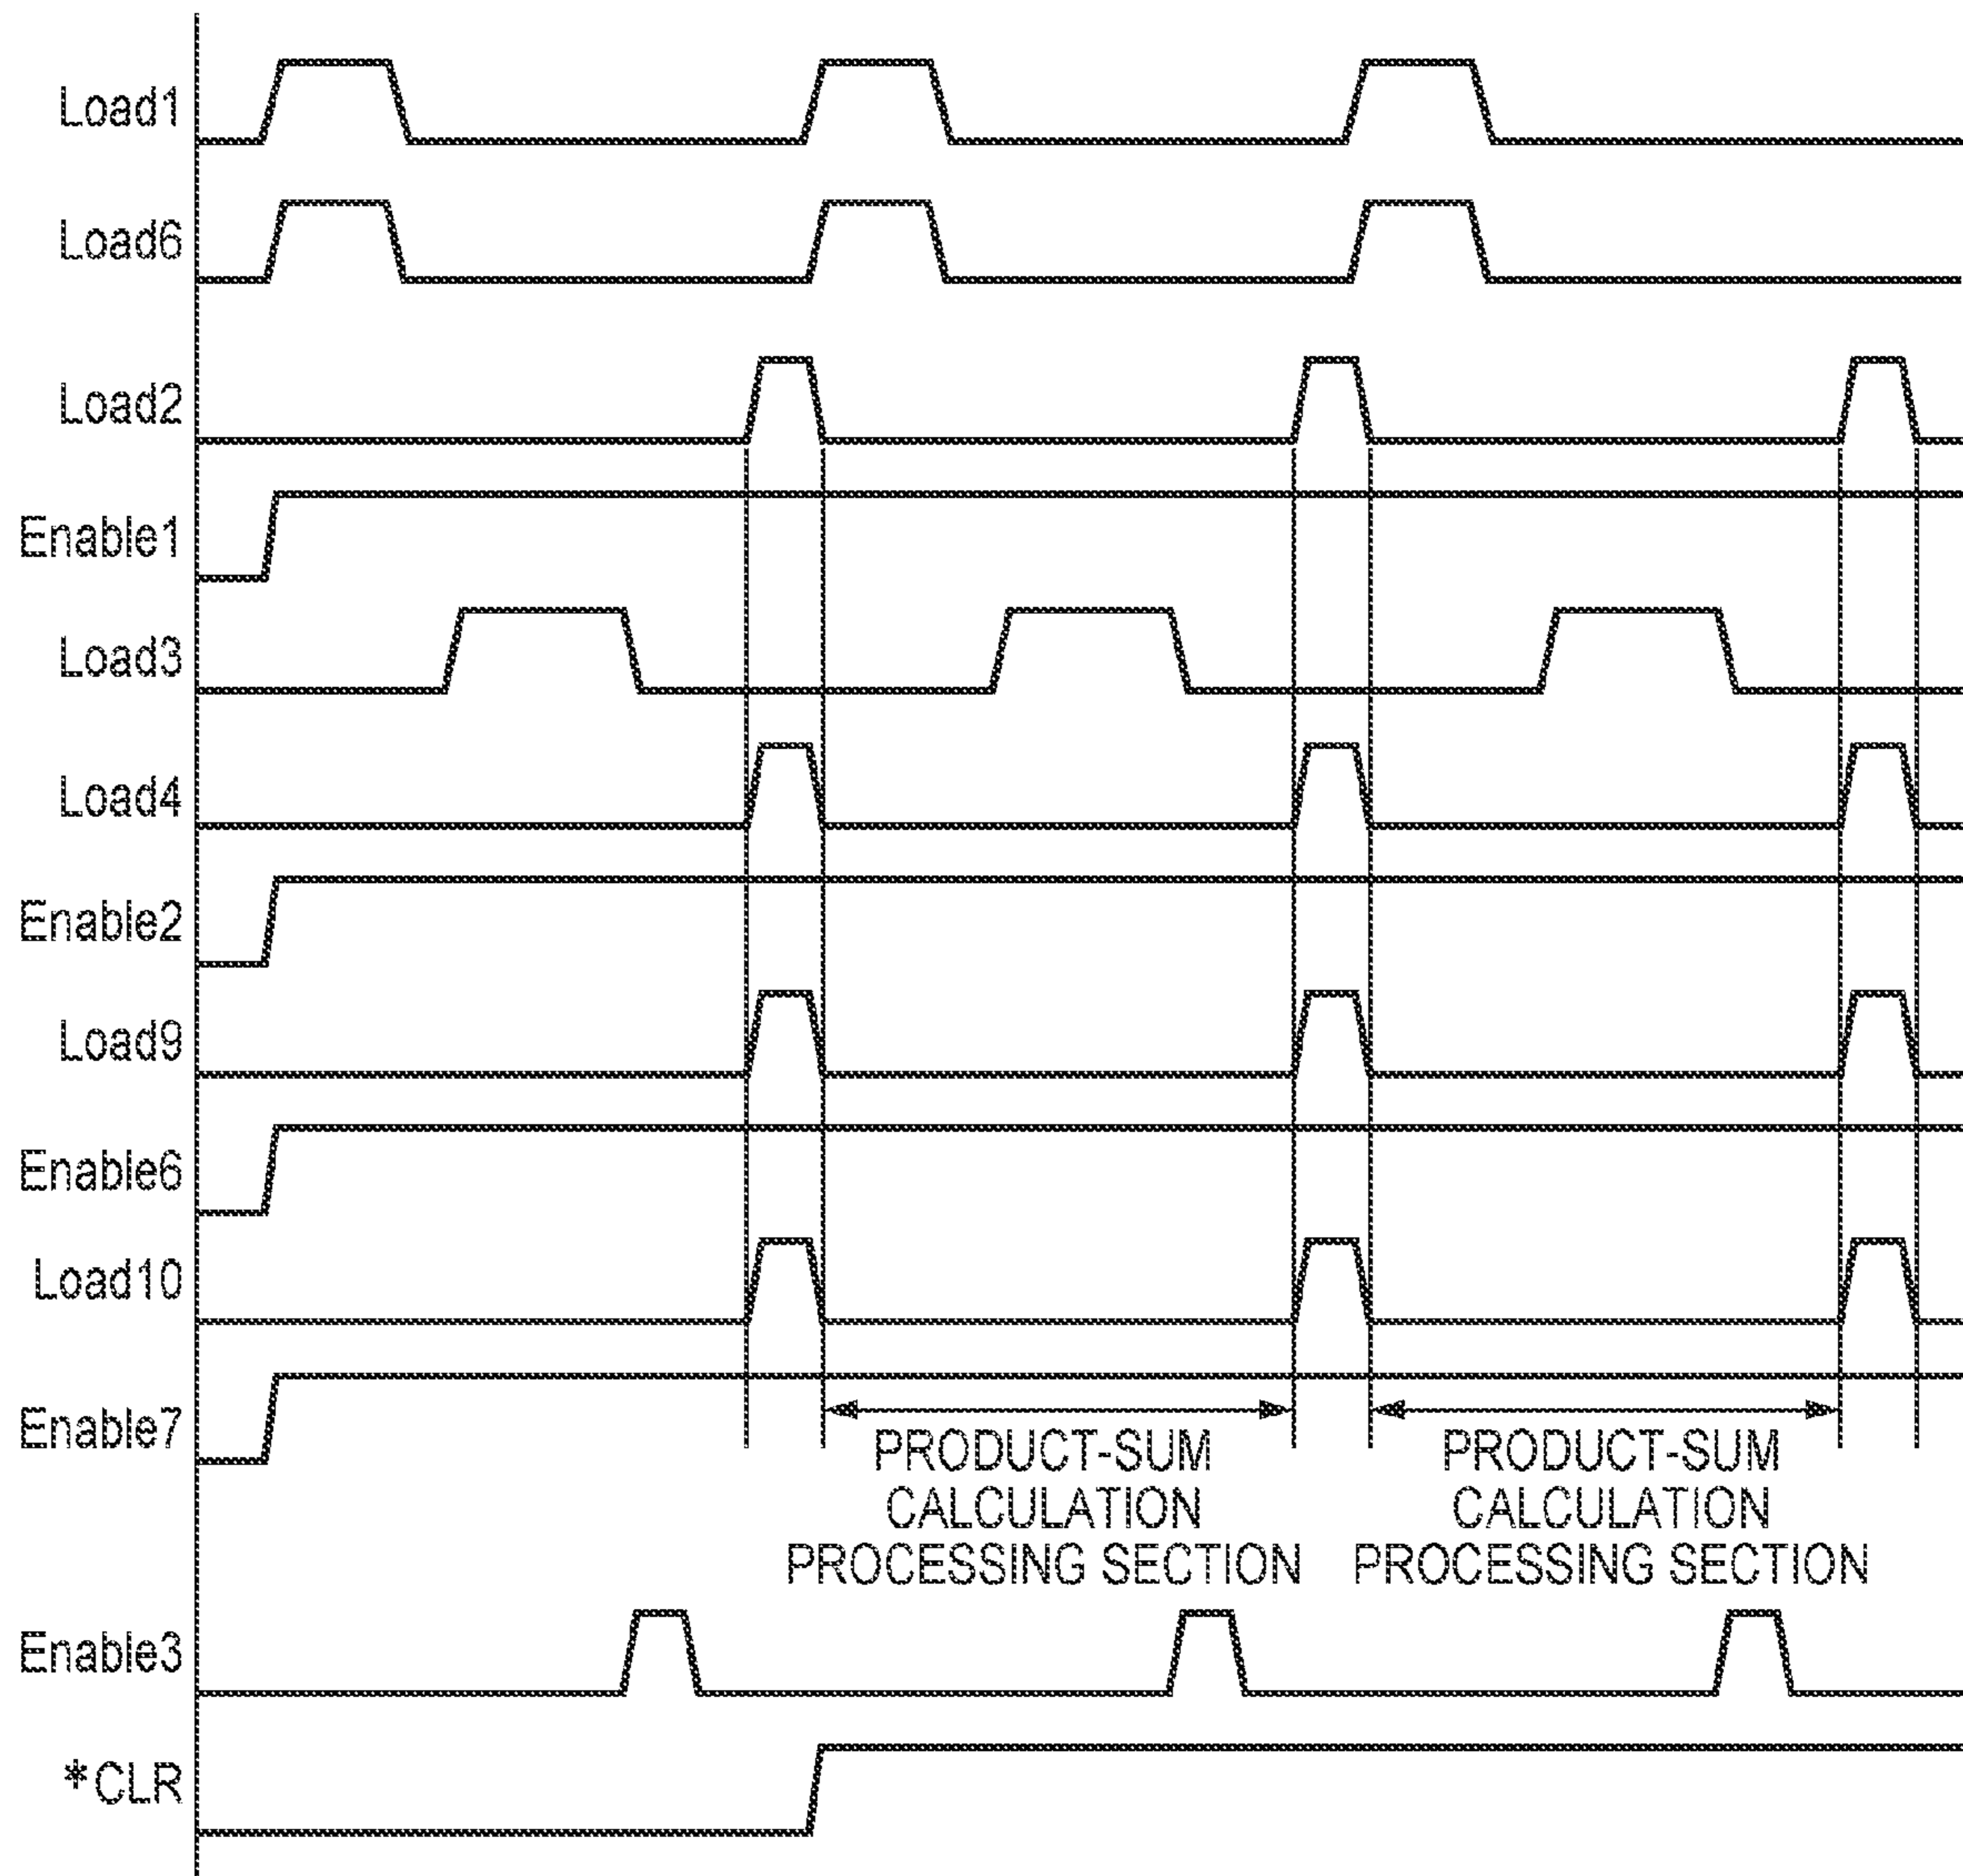 Load1
Load6
Load2
Enable1
Load3
Load4
Enable2
Load9
Enable6
Load10
Enable7
PRODUCT-SUM
CALCULATION
PROCESSING SECTION
PRODUCT-SUM
CALCULATION
PROCESSING SECTION
Enable3
*CLR